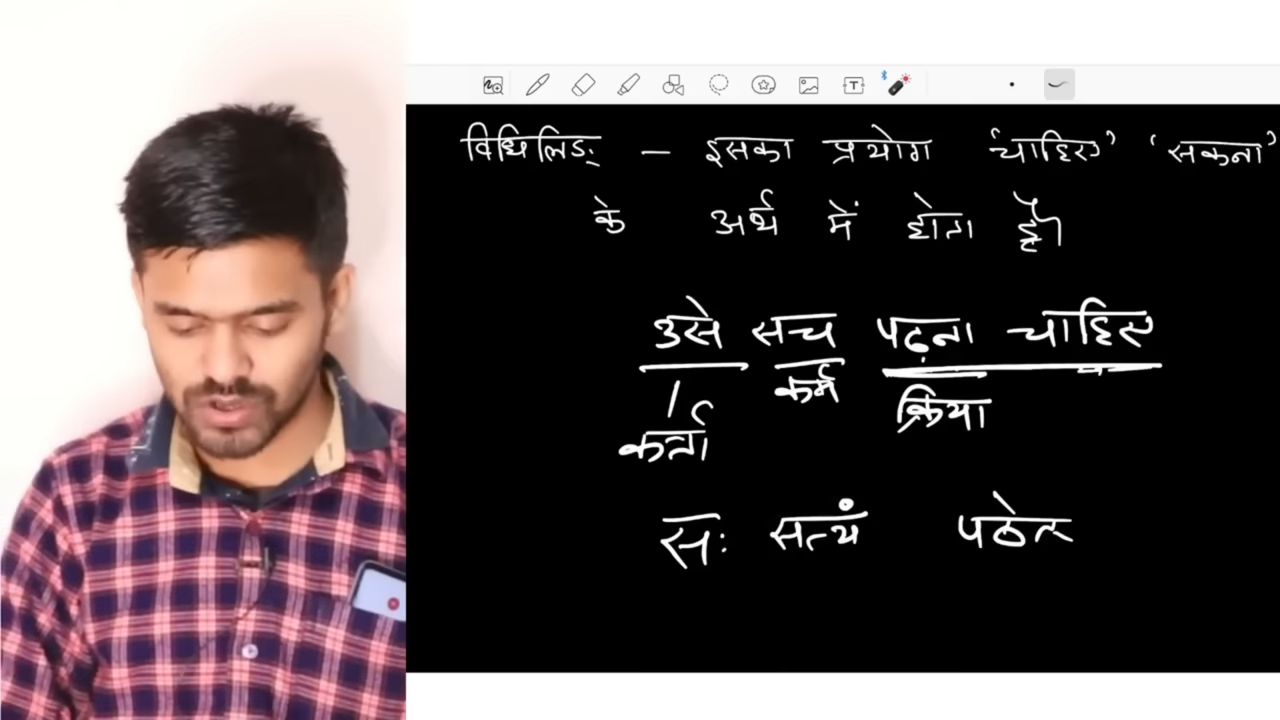 विधिलिङ: – इसका प्रयोग 'चाहिए' 'सकना'
के अर्थ में होता है।
उसे सच पढ़ना चाहिए
कर्म क्रिया
कर्त्ता
सः सत्यं पठेत